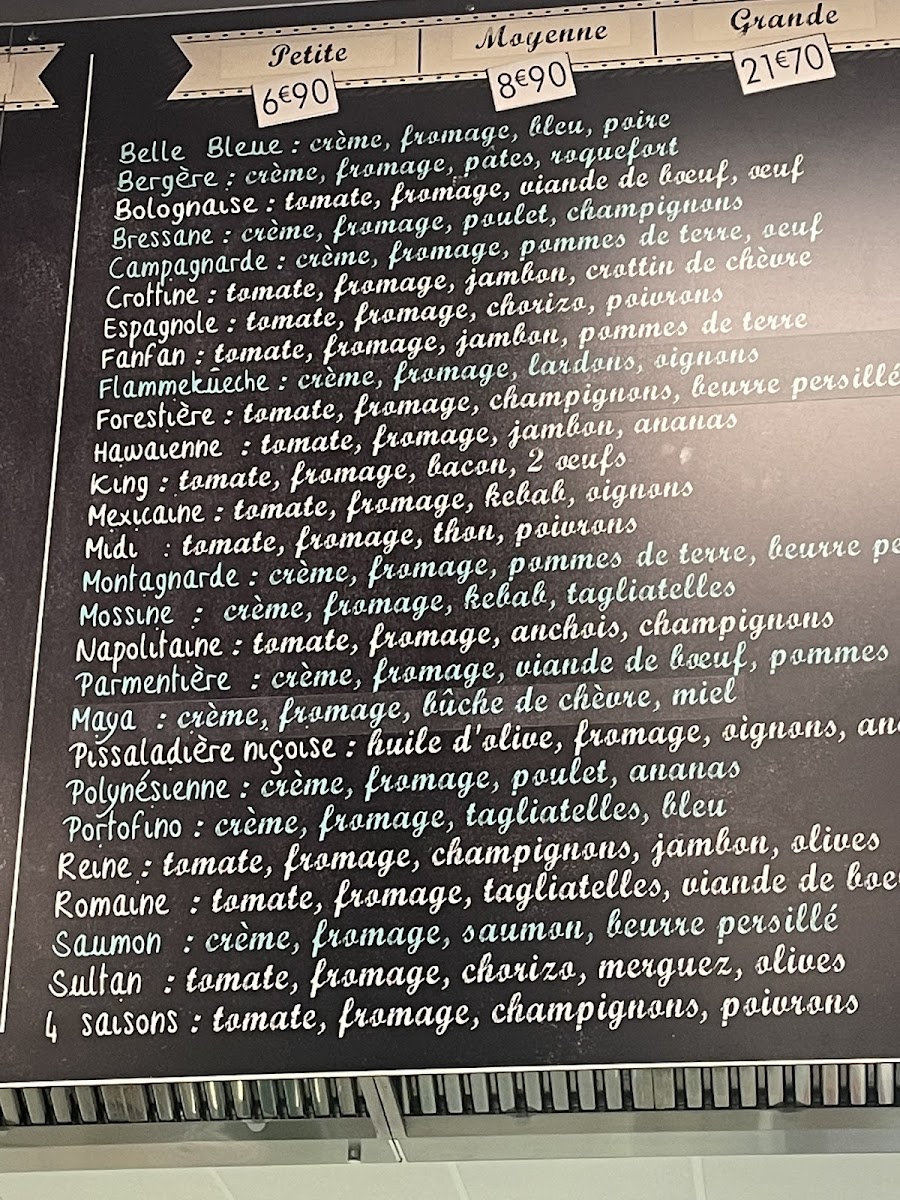 Petite Moyenne Grande
6€90 8€90 21€70
Belle Bleue : crème, fromage, bleu, poire
Bergère : crème, fromage, pâtes, roquefort
Bolognaise : tomate, fromage, viande de boeuf, oeuf
Bressane : crème, fromage, poulet, champignons
Campagnarde : crème, fromage, pommes de terre, oeuf
Crottine : tomate, fromage, jambon, crottin de chèvre
Espagnole : tomate, fromage, chorizo, poivrons
Fanfan : tomate, fromage, jambon, pommes de terre
Flammekûeche : crème, fromage, lardons, oignons
Forestière : tomate, fromage, champignons, beurre persillé
Hawaienne : tomate, fromage, jambon, ananas
King : tomate, fromage, bacon, 2 œufs
Mexicaine : tomate, fromage, kebab, oignons
Midi : tomate, fromage, thon, poivrons
Montagnarde : crème, fromage, pommes de terre, beurre pe
Mossine : crème, fromage, kebab, tagliatelles
Napolitaine : tomate, fromage, anchois, champignons
Parmentière : crème, fromage, viande de bœuf, pommes
Maya : crème, fromage, bûche de chèvre, miel
Pissaladière niçoise : huile d'olive, fromage, oignons, an
Polynésienne : crème, fromage, poulet, ananas
Portofino : crème, fromage, tagliatelles, bleu
Reine : tomate, fromage, champignons, jambon, olives
Romaine : tomate, fromage, tagliatelles, viande de boe
Saumon : crème, fromage, saumon, beurre persillé
Sultan : tomate, fromage, chorizo, merguez, olives
4 saisons : tomate, fromage, champignons, poivrons